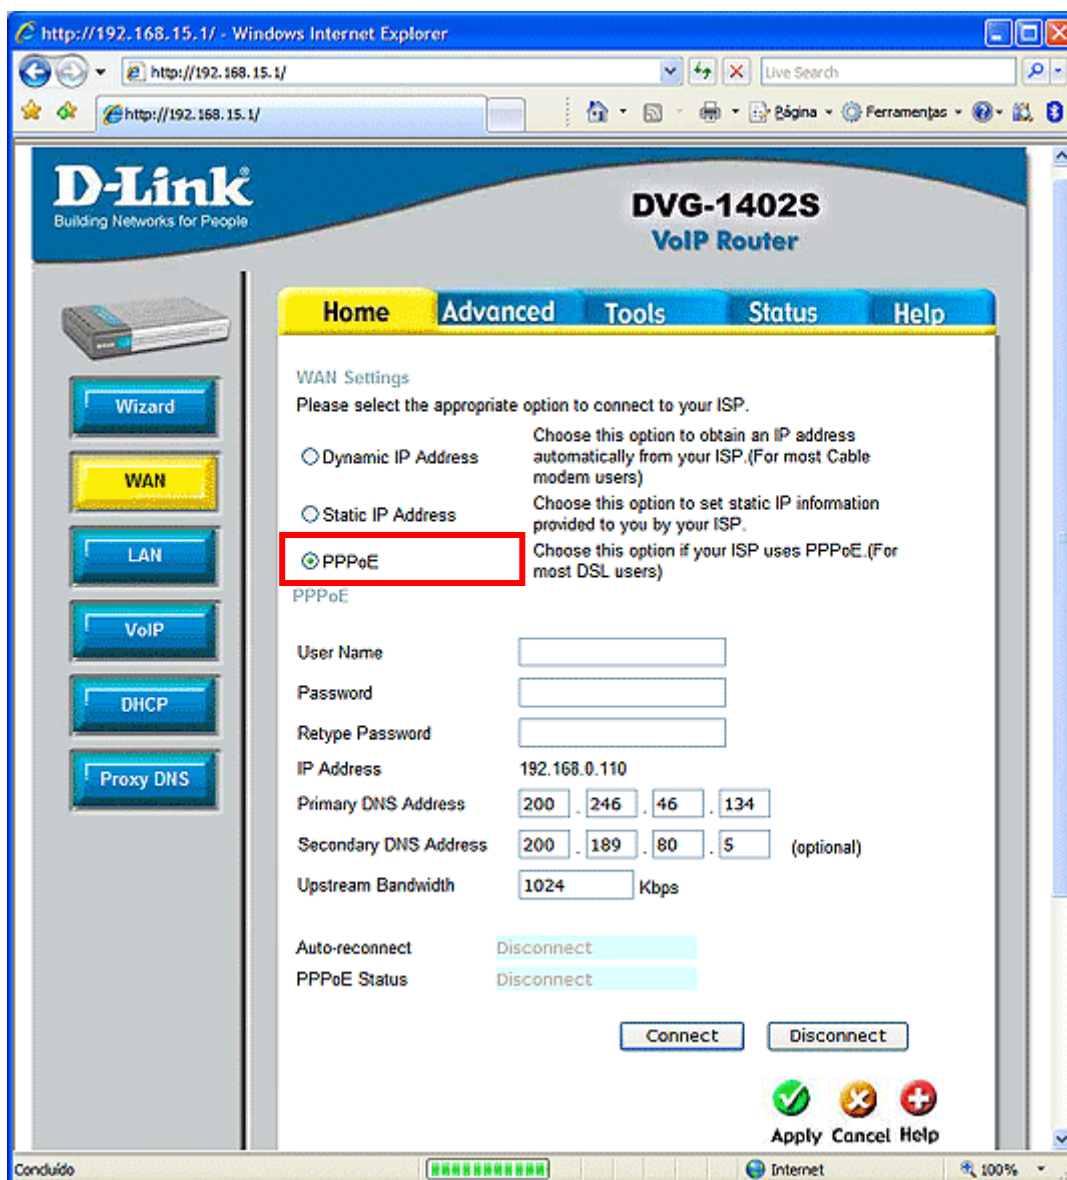 http://192.168.15.1/ - Windows Internet Explorer
http://192.168.15.1/
Live Search
http://192.168.15.1/
Página
Ferramentas
D-Link
Building Networks for People
DVG-1402S
VoIP Router
Home Advanced Tools Status Help
Wizard
WAN
LAN
VoIP
DHCP
Proxy DNS
WAN Settings
Please select the appropriate option to connect to your ISP.
Dynamic IP Address
Choose this option to obtain an IP address
automatically from your ISP.(For most Cable
modem users)
Static IP Address
Choose this option to set static IP information
provided to you by your ISP.
PPPoE
Choose this option if your ISP uses PPPoE.(For
most DSL users)
PPPoE
User Name
Password
Retype Password
IP Address 192.168.0.110
Primary DNS Address 200 . 246 . 46 . 134
Secondary DNS Address 200 . 189 . 80 . 5 (optional)
Upstream Bandwidth 1024 Kbps
Auto-reconnect Disconnect
PPPoE Status Disconnect
Connect Disconnect
Apply Cancel Help
Concluído
Internet
100%